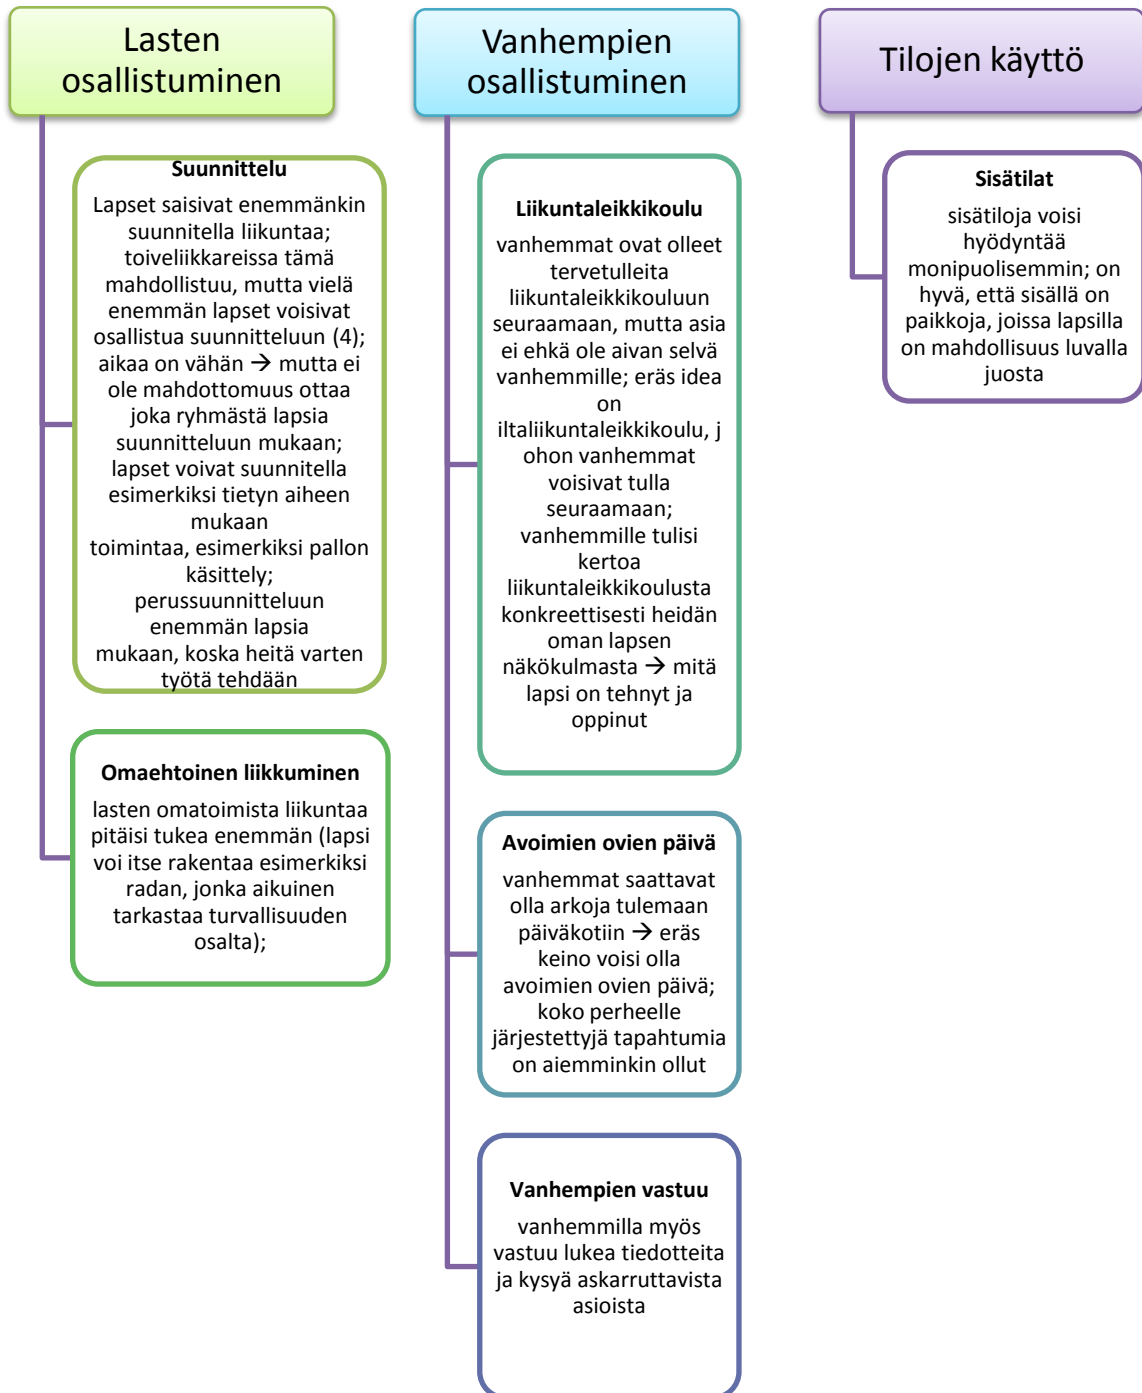 Lasten
osallistuminen
Suunnittelu
Lapset saisivat enemmänkin
suunnitella liikuntaa;
toiveliikkareissa tämä
mahdollistuu, mutta vielä
enemmän lapset voisivat
osallistua suunnitteluun (4);
aikaa on vähän → mutta ei
ole mahdottomuus ottaa
joka ryhmästä lapsia
suunnitteluun mukaan;
lapset voivat suunnitella
esimerkiksi tietyn aiheen
mukaan
toimintaa, esimerkiksi pallon
käsittely;
perussuunnitteluun
enemmän lapsia
mukaan, koska heitä varten
työtä tehdään
Omaehtoinen liikkuminen
lasten omatoimista liikuntaa
pitäisi tukea enemmän (lapsi
voi itse rakentaa esimerkiksi
radan, jonka aikuinen
tarkastaa turvallisuuden
osalta);
Vanhempien
osallistuminen
Liikuntaleikkikoulu
vanhemmat ovat olleet
tervetulleita
liikuntaleikkikouluun
seuraamaan, mutta asia
ei ehkä ole aivan selvä
vanhemmille; eräs idea
on
iltaliikuntaleikkikoulu, j
ohon vanhemmat
voisivat tulla
seuraamaan;
vanhemmille tulisi
kertoa
liikuntaleikkikoulusta
konkreettisesti heidän
oman lapsen
näkökulmasta → mitä
lapsi on tehnyt ja
oppinut
Avoimien ovien päivä
vanhemmat saattavat
olla arkoja tulemaan
päiväkotiin → eräs
keino voisi olla
avoimien ovien päivä;
koko perheelle
järjestettyjä tapahtumia
on aiemminkin ollut
Vanhempien vastuu
vanhemmilla myös
vastuu lukea tiedotteita
ja kysyä askarruttavista
asioista
Tilojen käyttö
Sisätilat
sisätiloja voisi
hyödyntää
monipuolisemmin; on
hyvä, että sisällä on
paikkoja, joissa lapsilla
on mahdollisuus luvalla
juosta